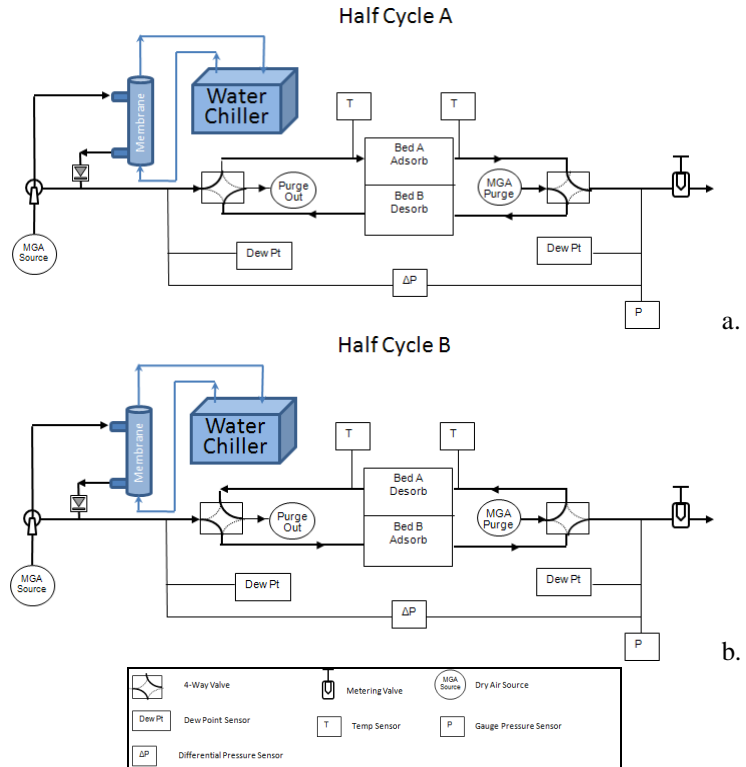 Half Cycle A
Membrane
Water
Chiller
T
T
Bed A
Adsorb
Purge
Out
MGA
Purge
Bed B
Desorb
MGA
Source
Dew Pt
Dew Pt
ΔP
P
a.
Half Cycle B
Membrane
Water
Chiller
T
T
Bed A
Desorb
Purge
Out
MGA
Purge
Bed B
Adsorb
MGA
Source
Dew Pt
Dew Pt
ΔP
P
b.
4-Way Valve
Metering Valve
MGA
Source
Dry Air Source
Dew Pt
Dew Point Sensor
T
Temp Sensor
P
Gauge Pressure Sensor
ΔP
Differential Pressure Sensor